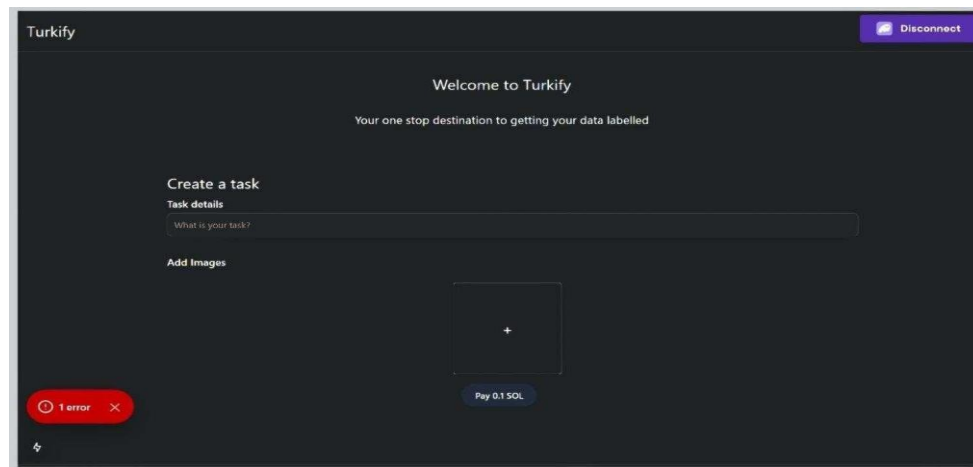 Turkify
Disconnect
Welcome to Turkify
Your one stop destination to getting your data labelled
Create a task
Task details
What is your task?
Add Images
+
Pay 0.1 SOL
1 error